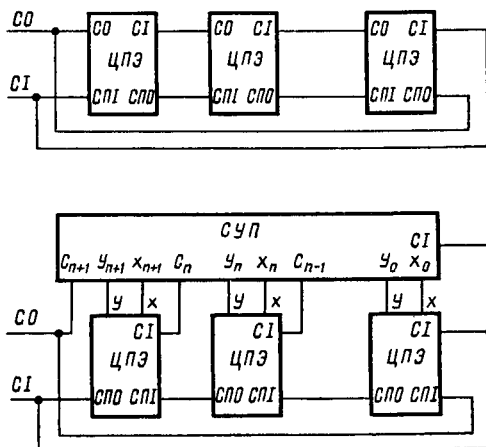 CO CO CI CO CI CO CI
ЦПЭ ЦПЭ ЦПЭ
CI СПI СПО СПI СПО СПI СПО
СУП
CI
Cn+1 Yn+1 Xn+1 Cn Yn Xn Cn-1 Y0 X0
У X У X У X
CO CI CI CI
ЦПЭ ЦПЭ ЦПЭ
CI СПО СПI СПО СПI СПО СПI